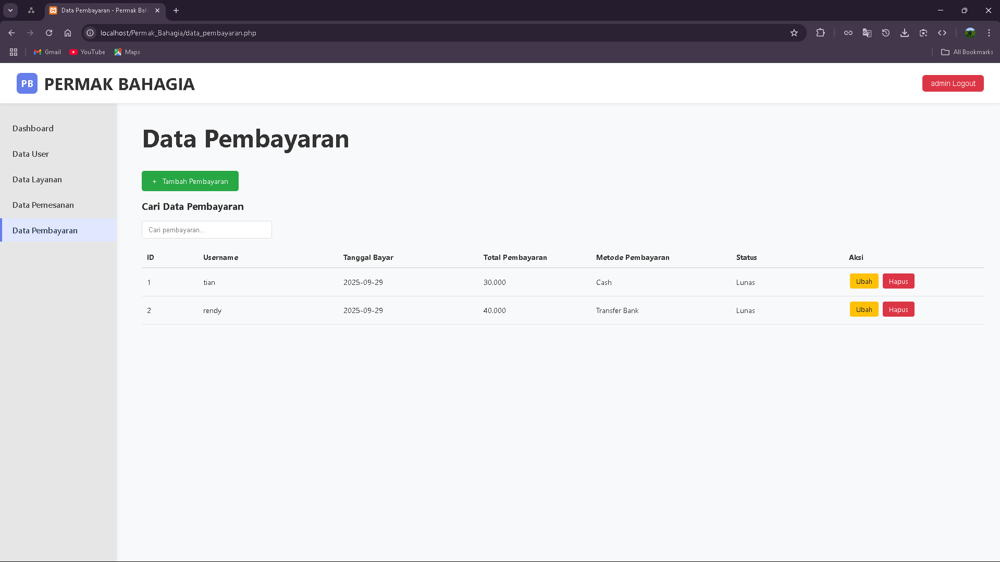 Data Pembayaran - Permak Bah
localhost/Permak_Bahagia/data_pembayaran.php
Gmail YouTube Maps All Bookmarks
PB PERMAK BAHAGIA admin Logout
Dashboard
Data User
Data Layanan
Data Pemesanan
Data Pembayaran
Data Pembayaran
+ Tambah Pembayaran
Cari Data Pembayaran
Cari pembayaran...
ID Username Tanggal Bayar Total Pembayaran Metode Pembayaran Status Aksi
1 tian 2025-09-29 30.000 Cash Lunas Ubah Hapus
2 rendy 2025-09-29 40.000 Transfer Bank Lunas Ubah Hapus